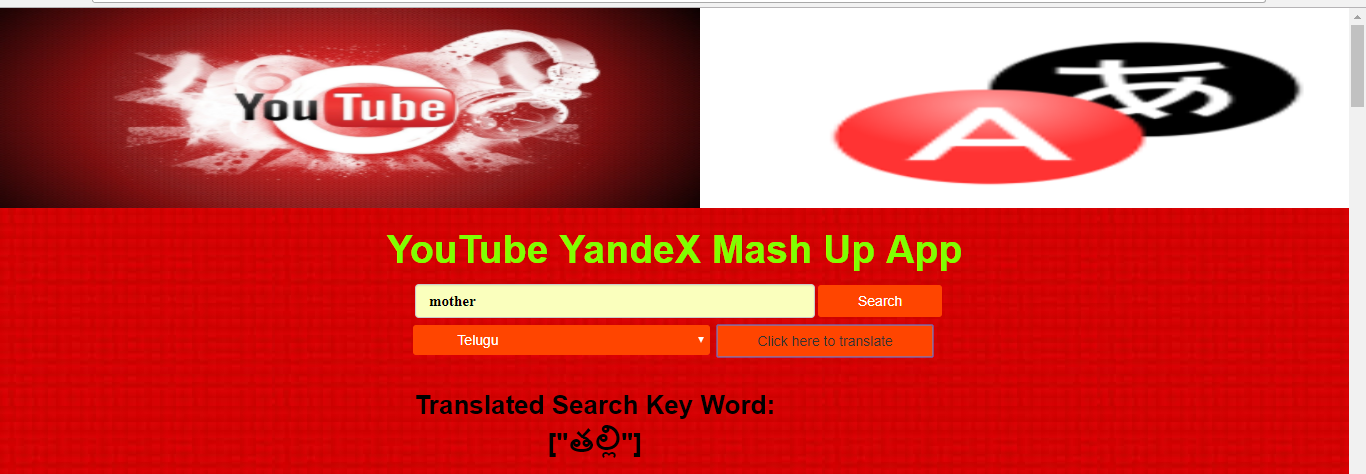 YouTube
A あ
YouTube YandeX Mash Up App
mother Search
Telugu Click here to translate
Translated Search Key Word:
["తల్లి"]